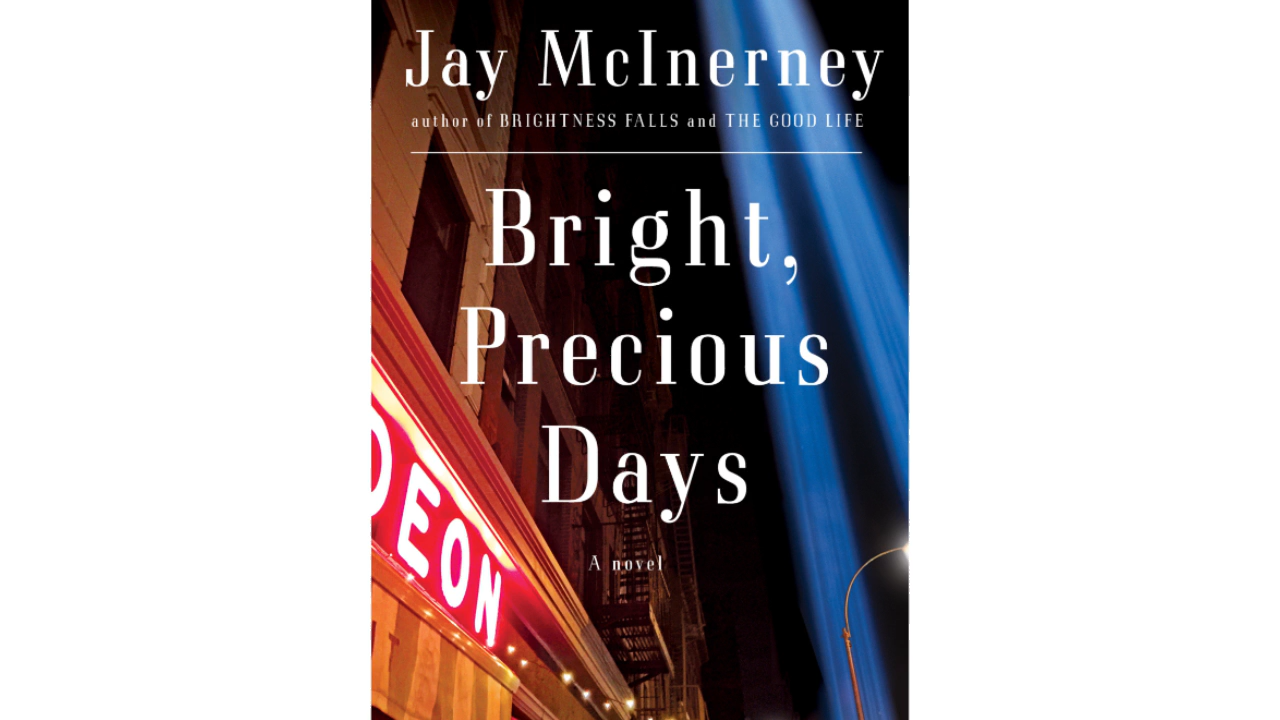 Jay McInerney
author of BRIGHTNESS FALLS and THE GOOD LIFE
Bright,
Precious
Days
A novel
DEON